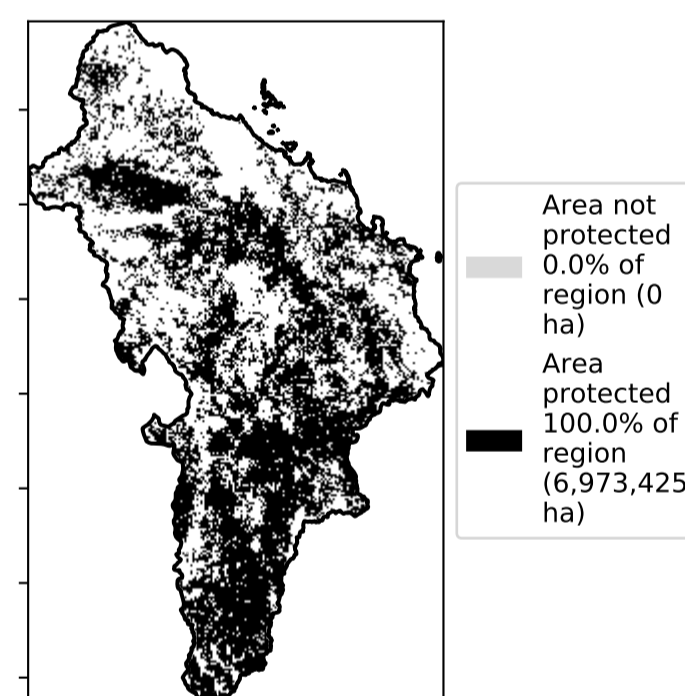 Area not
protected
0.0% of
region (0
ha)
Area
protected
100.0% of
region
(6,973,425
ha)